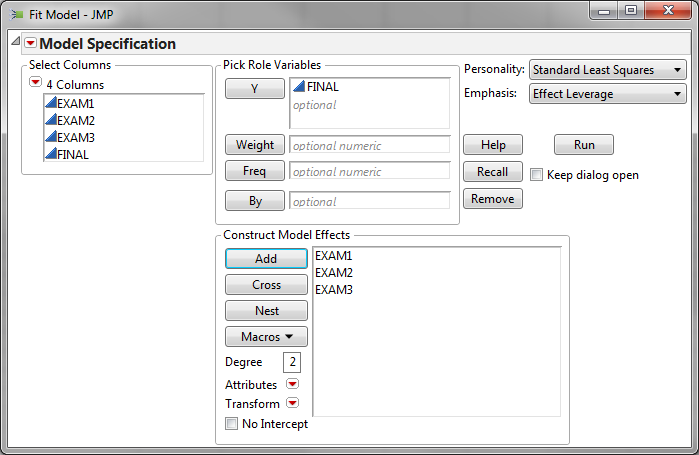 Fit Model - JMP
Model Specification
Select Columns
4 Columns
EXAM1
EXAM2
EXAM3
FINAL
Pick Role Variables
Y
FINAL
optional
Weight
optional numeric
Freq
optional numeric
By
optional
Personality: Standard Least Squares
Emphasis: Effect Leverage
Help
Run
Recall
Keep dialog open
Remove
Construct Model Effects
Add
Cross
Nest
Macros
Degree 2
Attributes
Transform
No Intercept
EXAM1
EXAM2
EXAM3